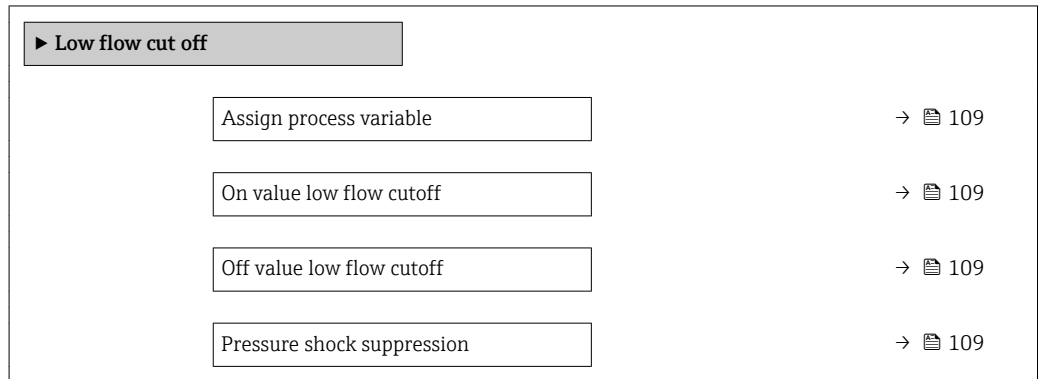 ► Low flow cut off
Assign process variable → 109
On value low flow cutoff → 109
Off value low flow cutoff → 109
Pressure shock suppression → 109